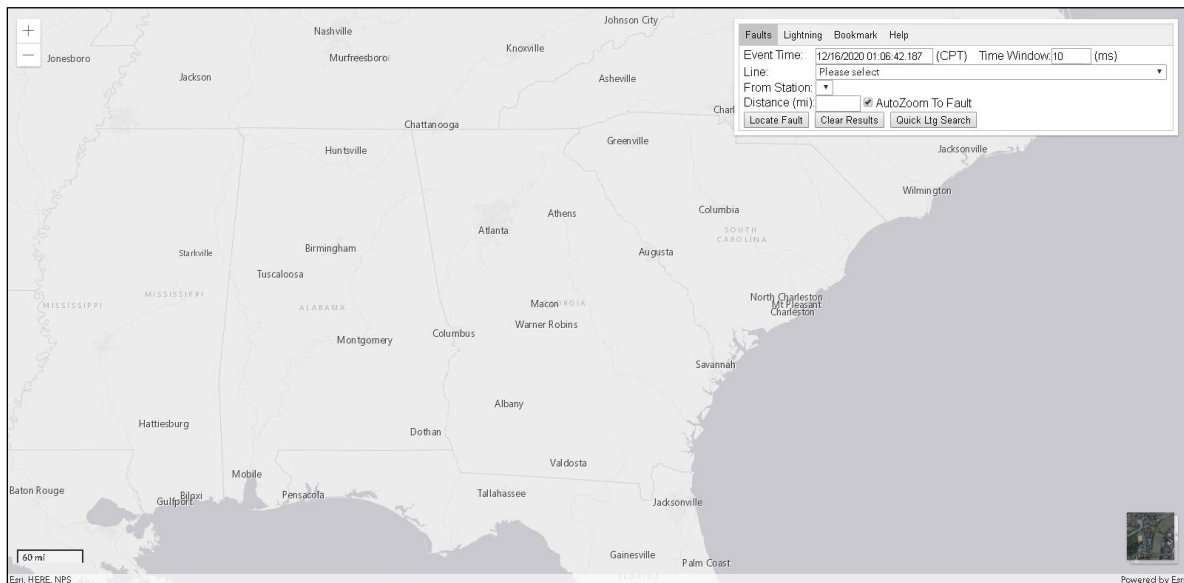 +
−
Faults Lightning Bookmark Help
Event Time: 12/16/2020 01:06:42.187 (CPT) Time Window: 10 (ms)
Line: Please select
From Station:
Distance (mi): AutoZoom To Fault
Locate Fault Clear Results Quick Ltg Search
Johnson City
Nashville
Knoxville
Jonesboro
Murfreesboro
Jackson
Asheville
Charl
Chattanooga
Greenville
Huntsville
Jacksonville
Wilmington
Athens
Columbia
Atlanta
SOUTH
CAROLINA
Birmingham
Starkville
Augusta
Tuscaloosa
MISSISSIPPI
MISSISSIPPI
ALABAMA
Macon
ORGIA
North Charleston
Mt Pleasant
Charleston
Warner Robins
Columbus
Montgomery
Savannah
Albany
Hattiesburg
Dothan
Valdosta
Mobile
Baton Rouge
Biloxi
Gulfport
Pensacola
Tallahassee
Jacksonville
60 mi
Gainesville
Palm Coast
FLORIDA
Esri, HERE, NPS
Powered by Esri